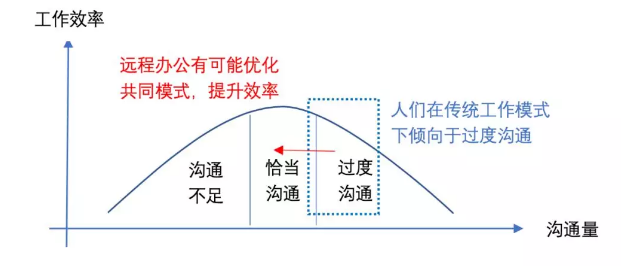 工作效率
远程办公有可能优化
共同模式，提升效率
人们在传统工作模式
下倾向于过度沟通
沟通
不足
恰当
沟通
过度
沟通
沟通量